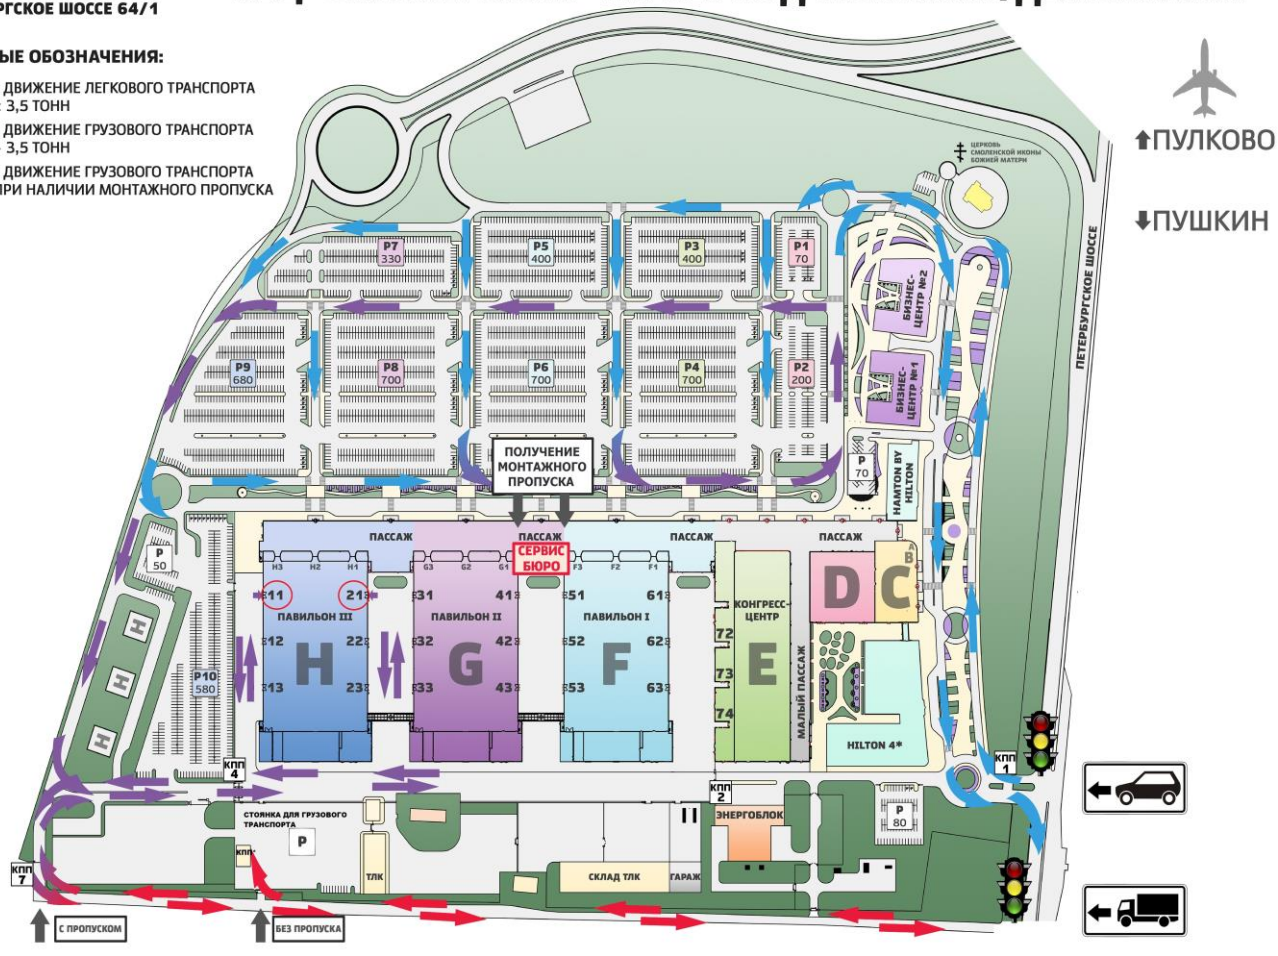 РГСКОЕ ШОССЕ 64/1
ЫЕ ОБОЗНАЧЕНИЯ:
ДВИЖЕНИЕ ЛЕГКОВОГО ТРАНСПОРТА
3,5 ТОНН
ДВИЖЕНИЕ ГРУЗОВОГО ТРАНСПОРТА
3,5 ТОНН
ДВИЖЕНИЕ ГРУЗОВОГО ТРАНСПОРТА
ПРИ НАЛИЧИИ МОНТАЖНОГО ПРОПУСКА
ПУЛКОВО
ПУШКИН
ПЕТЕРБУРГСКОЕ ШОССЕ
ЦЕРКОВЬ
СМОЛЕНСКОЙ ИКОНЫ
БОЖИЕЙ МАТЕРИ
P7
330
P5
400
P3
400
P1
70
P9
680
P8
700
P6
700
P4
700
P2
200
БИЗНЕС-
ЦЕНТР №2
БИЗНЕС-
ЦЕНТР №1
P
70
HAMTON BY
HILTON
ПОЛУЧЕНИЕ
МОНТАЖНОГО
ПРОПУСКА
ПАССАЖ
ПАССАЖ
ПАССАЖ
ПАССАЖ
СЕРВИС
БЮРО
P
50
H3 H2 H1
G3 G2 G1
F3 F2 F1
11 21 31 41 51 61
ПАВИЛЬОН III
ПАВИЛЬОН II
ПАВИЛЬОН I
КОНГРЕСС-
ЦЕНТР
12 22 32 42 52 62 72
H G F E D C
B
A
13 23 33 43 53 63 73
74
МАЛЫЙ ПАССАЖ
HILTON 4*
H
H
H
P10
580
КПП
4
КПП
2
КПП
1
КПП
7
КПП
СТОЯНКА ДЛЯ ГРУЗОВОГО
ТРАНСПОРТА
P
ТЛК
СКЛАД ТЛК
ГАРАЖ
ЭНЕРГОБЛОК
P
80
С ПРОПУСКОМ
БЕЗ ПРОПУСКА